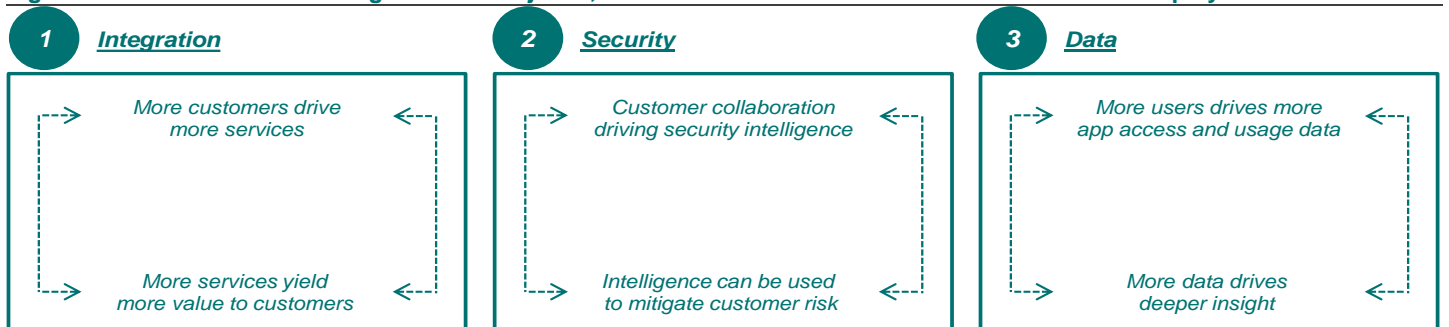 1 Integration
2 Security
3 Data
More customers drive
more services
Customer collaboration
driving security intelligence
More users drives more
app access and usage data
More services yield
more value to customers
Intelligence can be used
to mitigate customer risk
More data drives
deeper insight